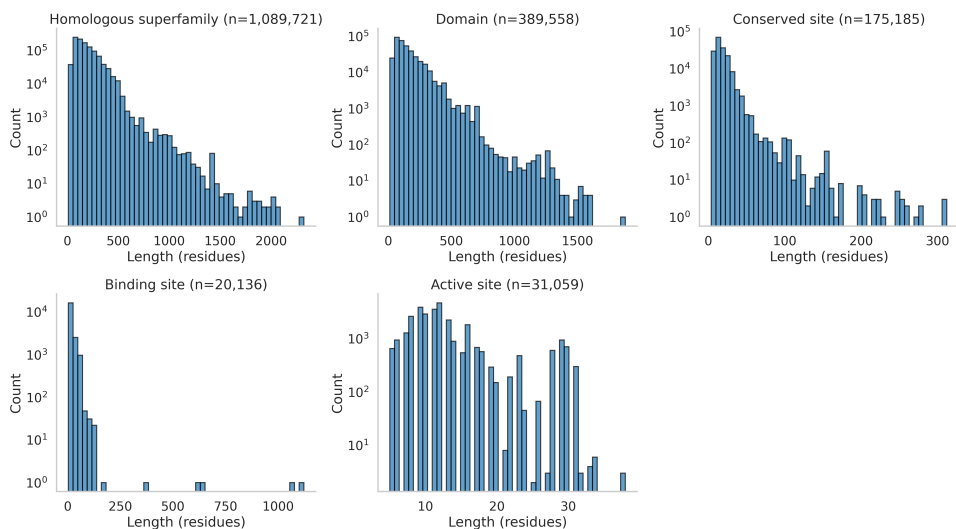 Homologous superfamily (n=1,089,721)
10^5
10^4
10^3
10^2
10^1
10^0
Count
0 500 1000 1500 2000
Length (residues)
Domain (n=389,558)
10^5
10^4
10^3
10^2
10^1
10^0
Count
0 500 1000 1500
Length (residues)
Conserved site (n=175,185)
10^5
10^4
10^3
10^2
10^1
10^0
Count
0 100 200 300
Length (residues)
Binding site (n=20,136)
10^4
10^3
10^2
10^1
10^0
Count
0 250 500 750 1000
Length (residues)
Active site (n=31,059)
10^3
10^2
10^1
Count
10 20 30
Length (residues)